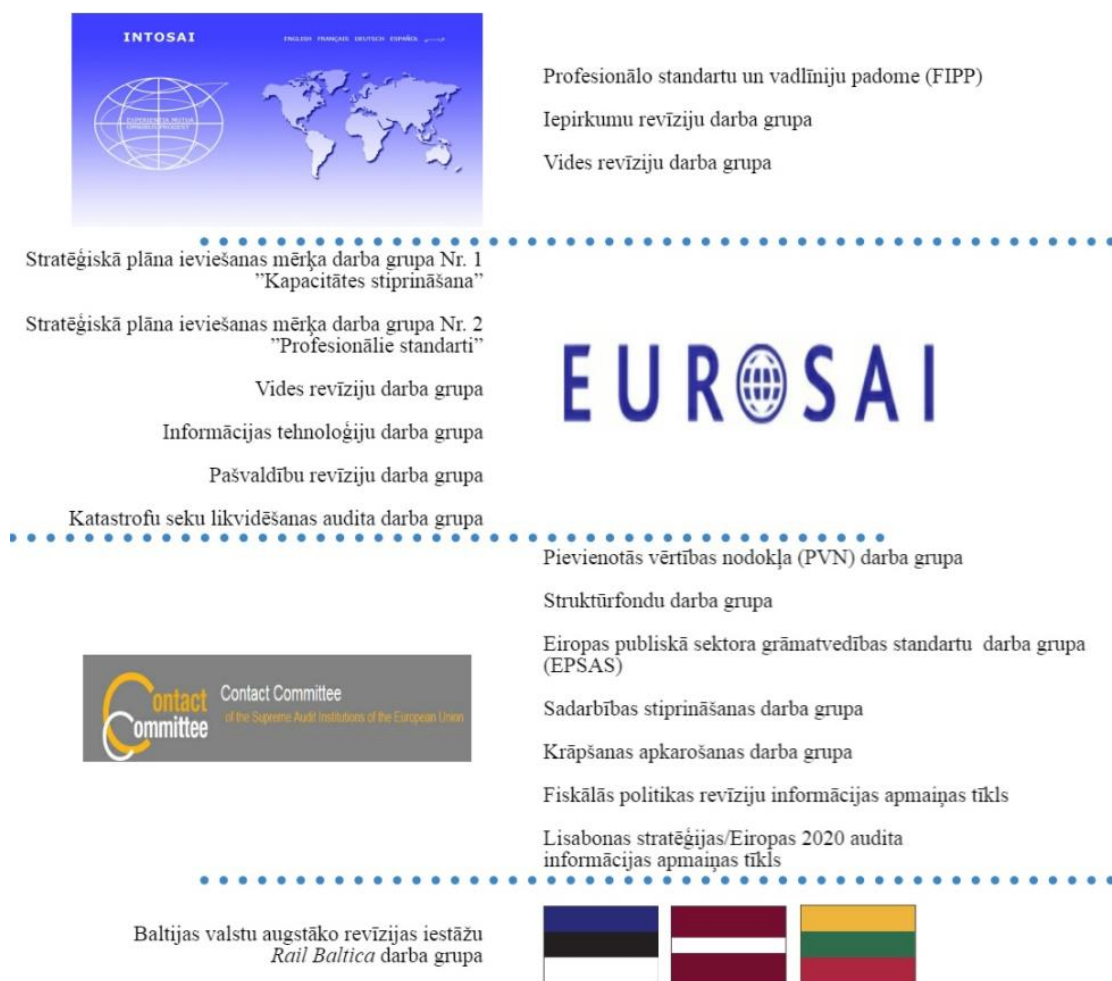 INTOSAI
ENGLISH FRANÇAIS DEUTSCH ESPAÑOL عربي
EXPERIENTIA MUTUA
OMNIBUS PRODEST
Profesionālo standartu un vadlīniju padome (FIPP)
Iepirkumu revīziju darba grupa
Vides revīziju darba grupa
Stratēģiskā plāna ieviešanas mērķa darba grupa Nr. 1
”Kapacitātes stiprināšana”
Stratēģiskā plāna ieviešanas mērķa darba grupa Nr. 2
”Profesionālie standarti”
Vides revīziju darba grupa
Informācijas tehnoloģiju darba grupa
Pašvaldību revīziju darba grupa
Katastrofu seku likvidēšanas audita darba grupa
EUROSAI
Pievienotās vērtības nodokļa (PVN) darba grupa
Struktūrfondu darba grupa
Eiropas publiskā sektora grāmatvedības standartu darba grupa
(EPSAS)
Sadarbības stiprināšanas darba grupa
Krāpšanas apkarošanas darba grupa
Fiskālās politikas revīziju informācijas apmaiņas tīkls
Lisabonas stratēģijas/Eiropas 2020 audita
informācijas apmaiņas tīkls
Contact
Committee
Contact Committee
of the Supreme Audit Institutions of the European Union
Baltijas valstu augstāko revīzijas iestāžu
Rail Baltica darba grupa